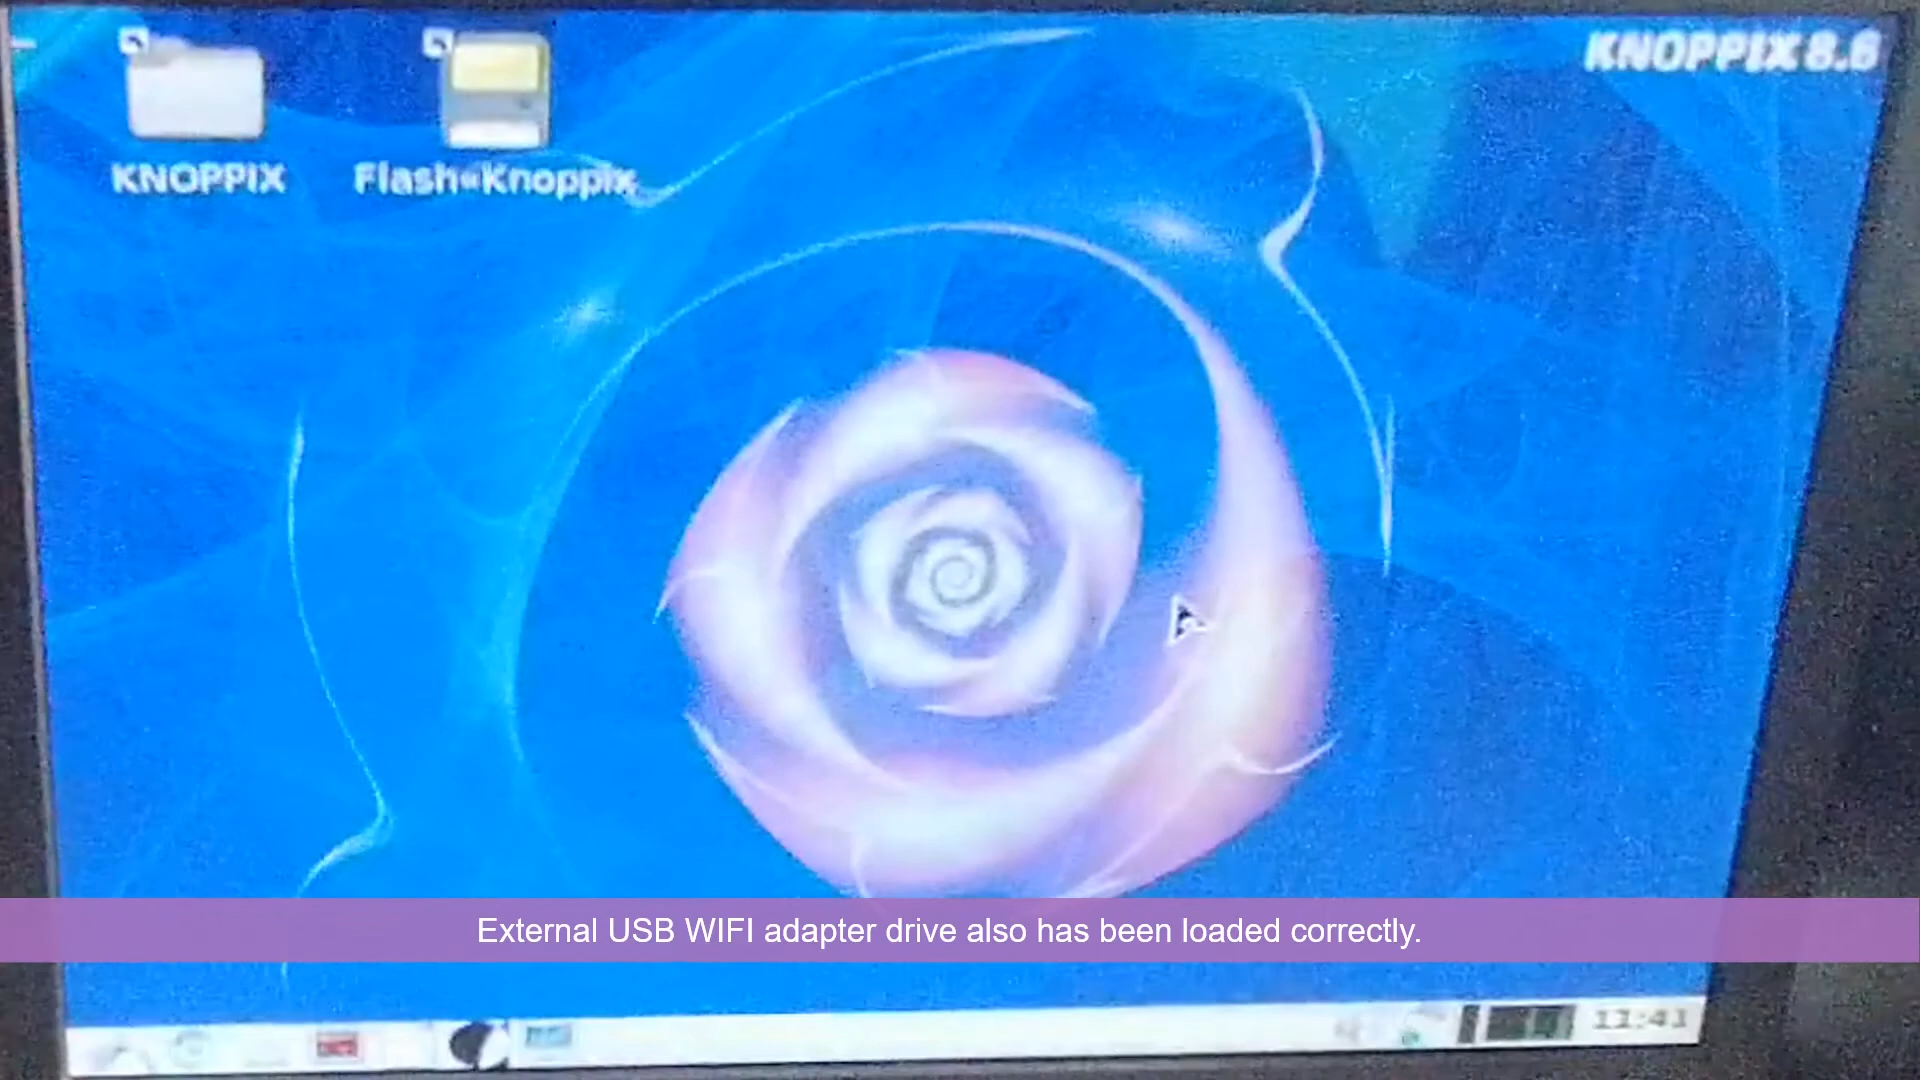 KNOPPIX 8.6
KNOPPIX
Flash-Knoppix
External USB WIFI adapter drive also has been loaded correctly.
11:41